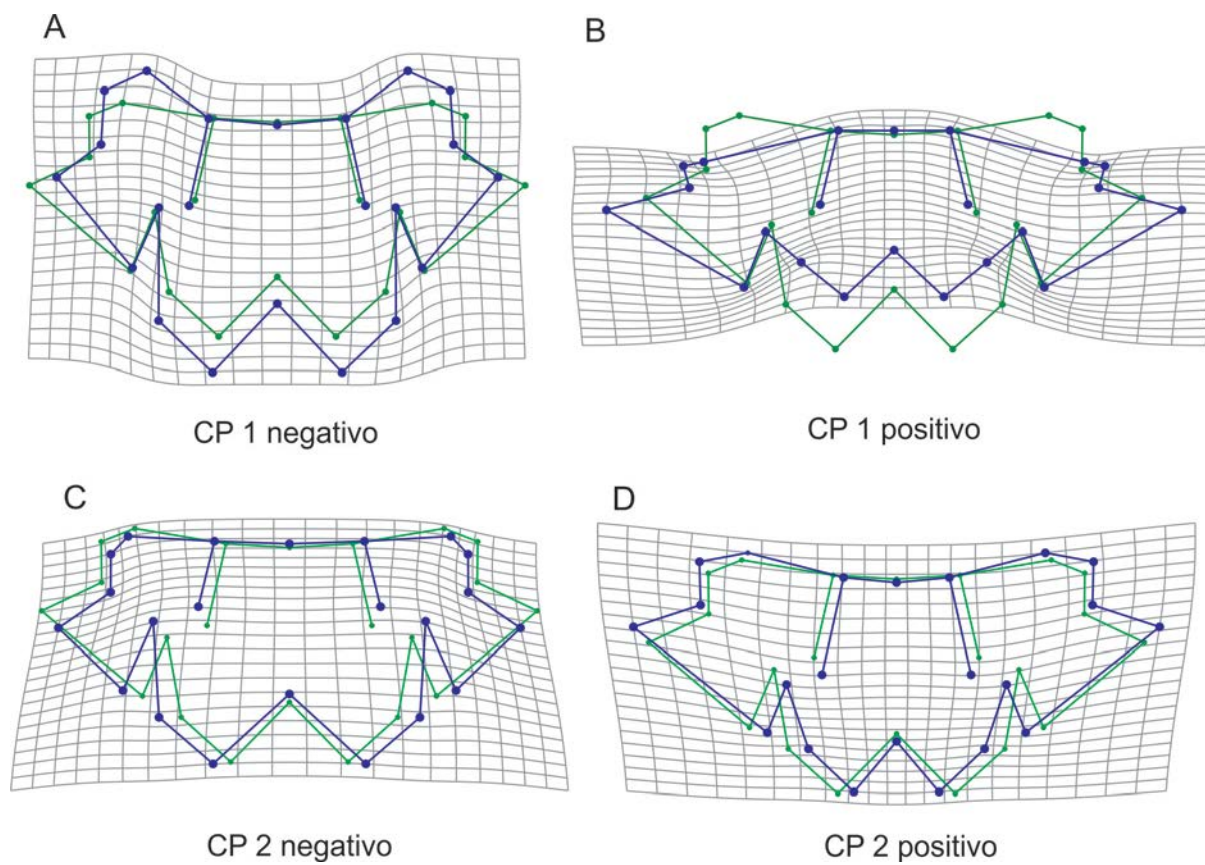 A
B
CP 1 negativo
CP 1 positivo
C
D
CP 2 negativo
CP 2 positivo